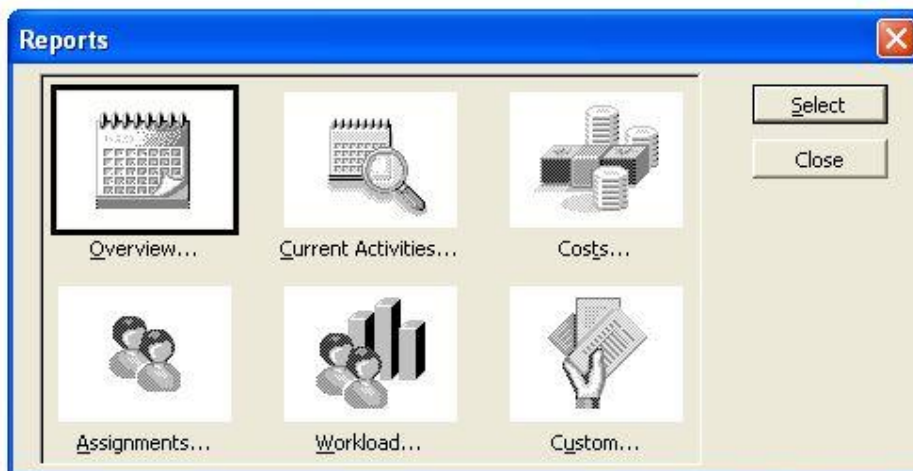 Reports
Overview...
Current Activities...
Costs...
Select
Close
Assignments...
Workload...
Custom...